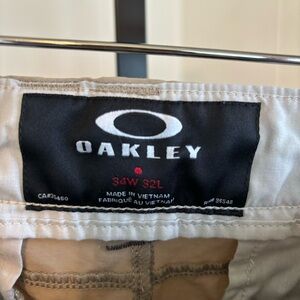 OAKLEY
34W 32L
MADE IN VIETNAM
FABRIQUÉ AU VIETNAM